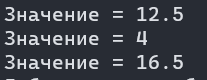 Значение = 12.5
Значение = 4
Значение = 16.5